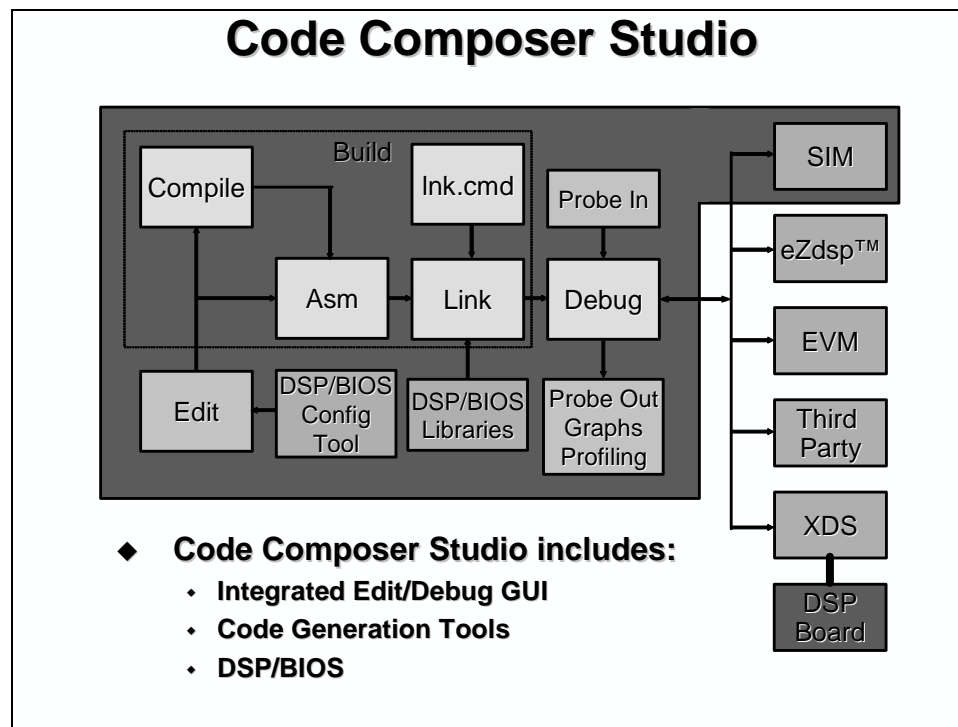 Code Composer Studio
Build
SIM
Compile
lnk.cmd
Probe In
eZdsp™
Asm
Link
Debug
EVM
Edit
DSP/BIOS
Config
Tool
DSP/BIOS
Libraries
Probe Out
Graphs
Profiling
Third
Party
XDS
DSP
Board
◆ Code Composer Studio includes:
◆ Integrated Edit/Debug GUI
◆ Code Generation Tools
◆ DSP/BIOS